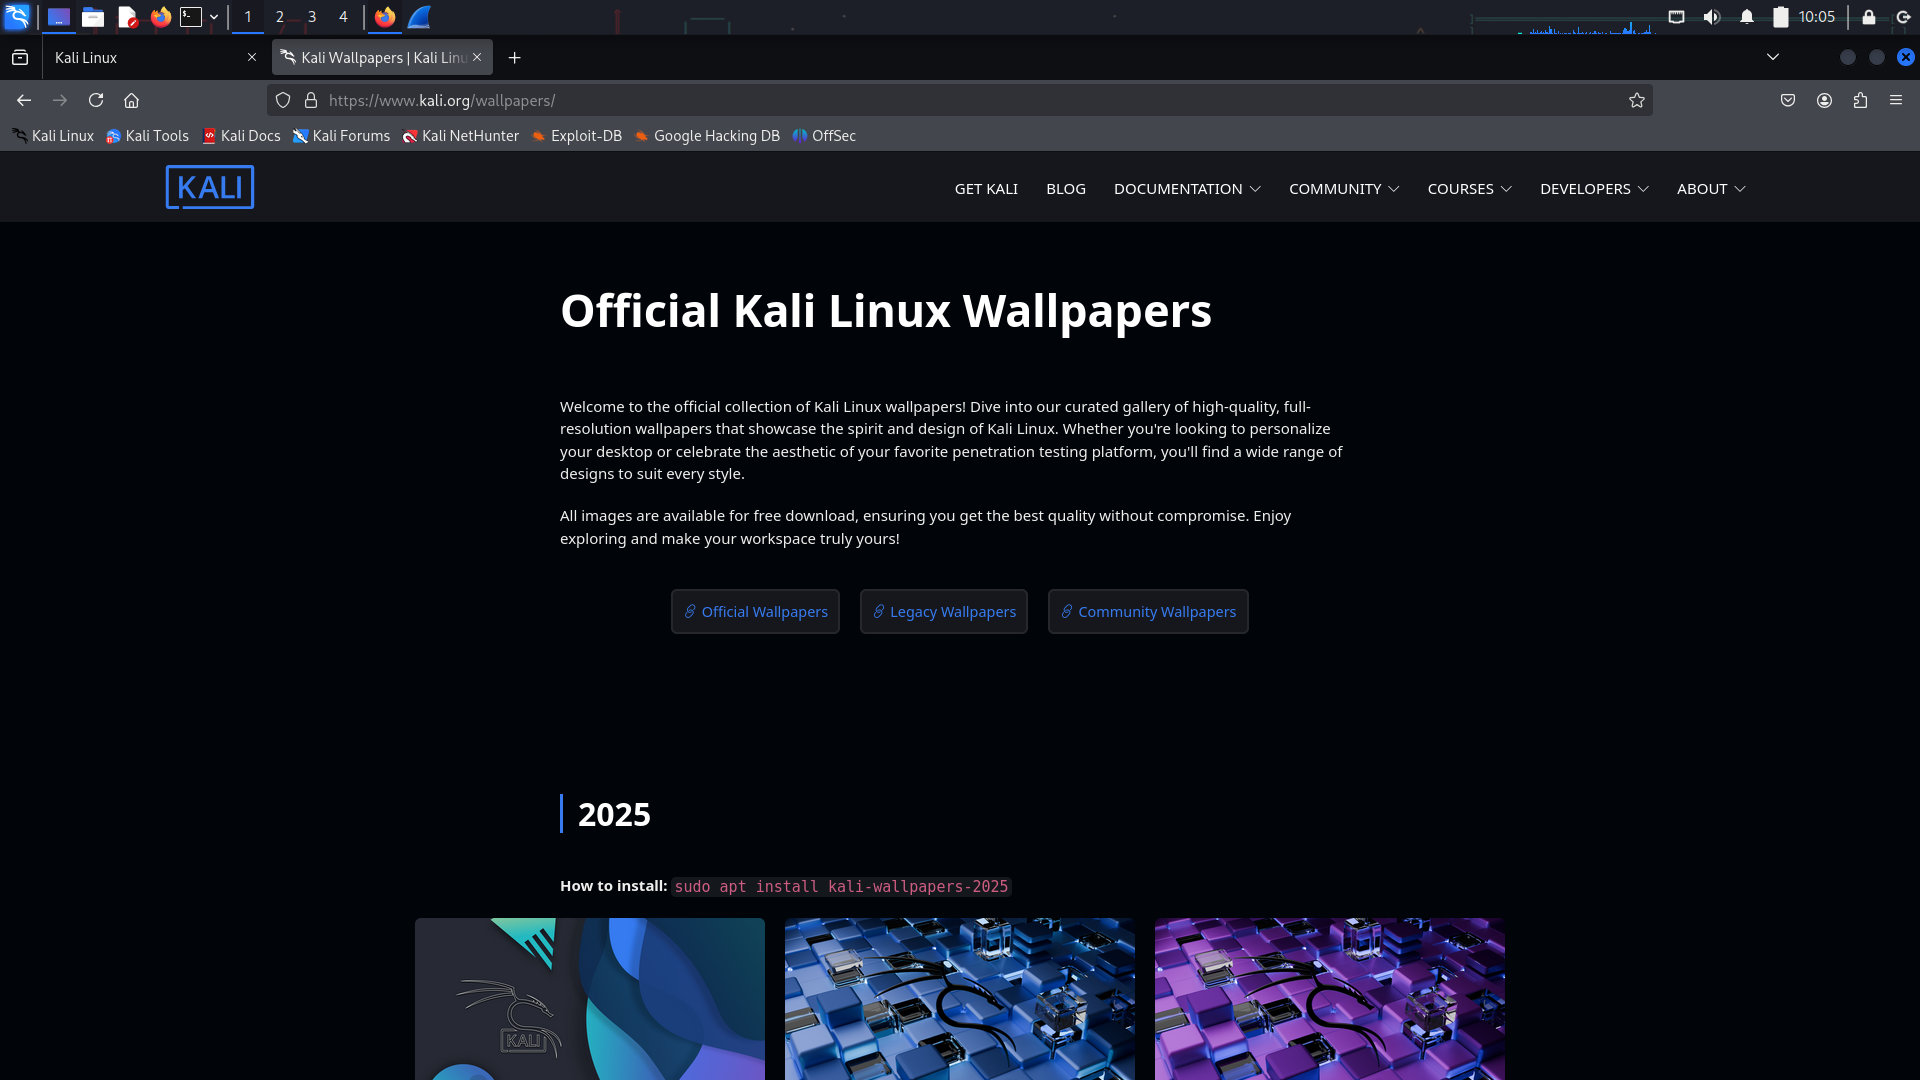 1 2 3 4 10:05
Kali Linux
Kali Wallpapers | Kali Linu
https://www.kali.org/wallpapers/
Kali Linux Kali Tools Kali Docs Kali Forums Kali NetHunter Exploit-DB Google Hacking DB OffSec
KALI GET KALI BLOG DOCUMENTATION COMMUNITY COURSES DEVELOPERS ABOUT
Official Kali Linux Wallpapers
Welcome to the official collection of Kali Linux wallpapers! Dive into our curated gallery of high-quality, full-
resolution wallpapers that showcase the spirit and design of Kali Linux. Whether you're looking to personalize
your desktop or celebrate the aesthetic of your favorite penetration testing platform, you'll find a wide range of
designs to suit every style.
All images are available for free download, ensuring you get the best quality without compromise. Enjoy
exploring and make your workspace truly yours!
Official Wallpapers Legacy Wallpapers Community Wallpapers
2025
How to install: sudo apt install kali-wallpapers-2025
KALI